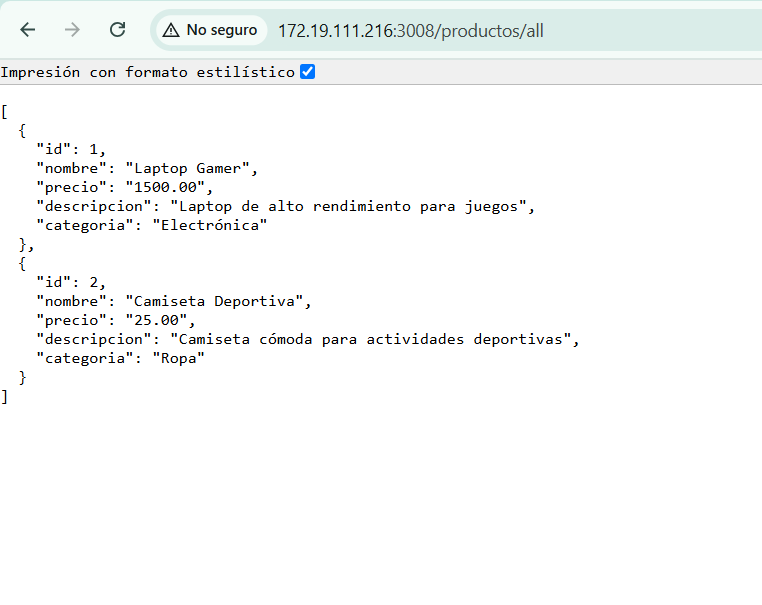 No seguro 172.19.111.216:3008/productos/all
Impresión con formato estilístico
[
  {
    "id": 1,
    "nombre": "Laptop Gamer",
    "precio": "1500.00",
    "descripcion": "Laptop de alto rendimiento para juegos",
    "categoria": "Electrónica"
  },
  {
    "id": 2,
    "nombre": "Camiseta Deportiva",
    "precio": "25.00",
    "descripcion": "Camiseta cómoda para actividades deportivas",
    "categoria": "Ropa"
  }
]